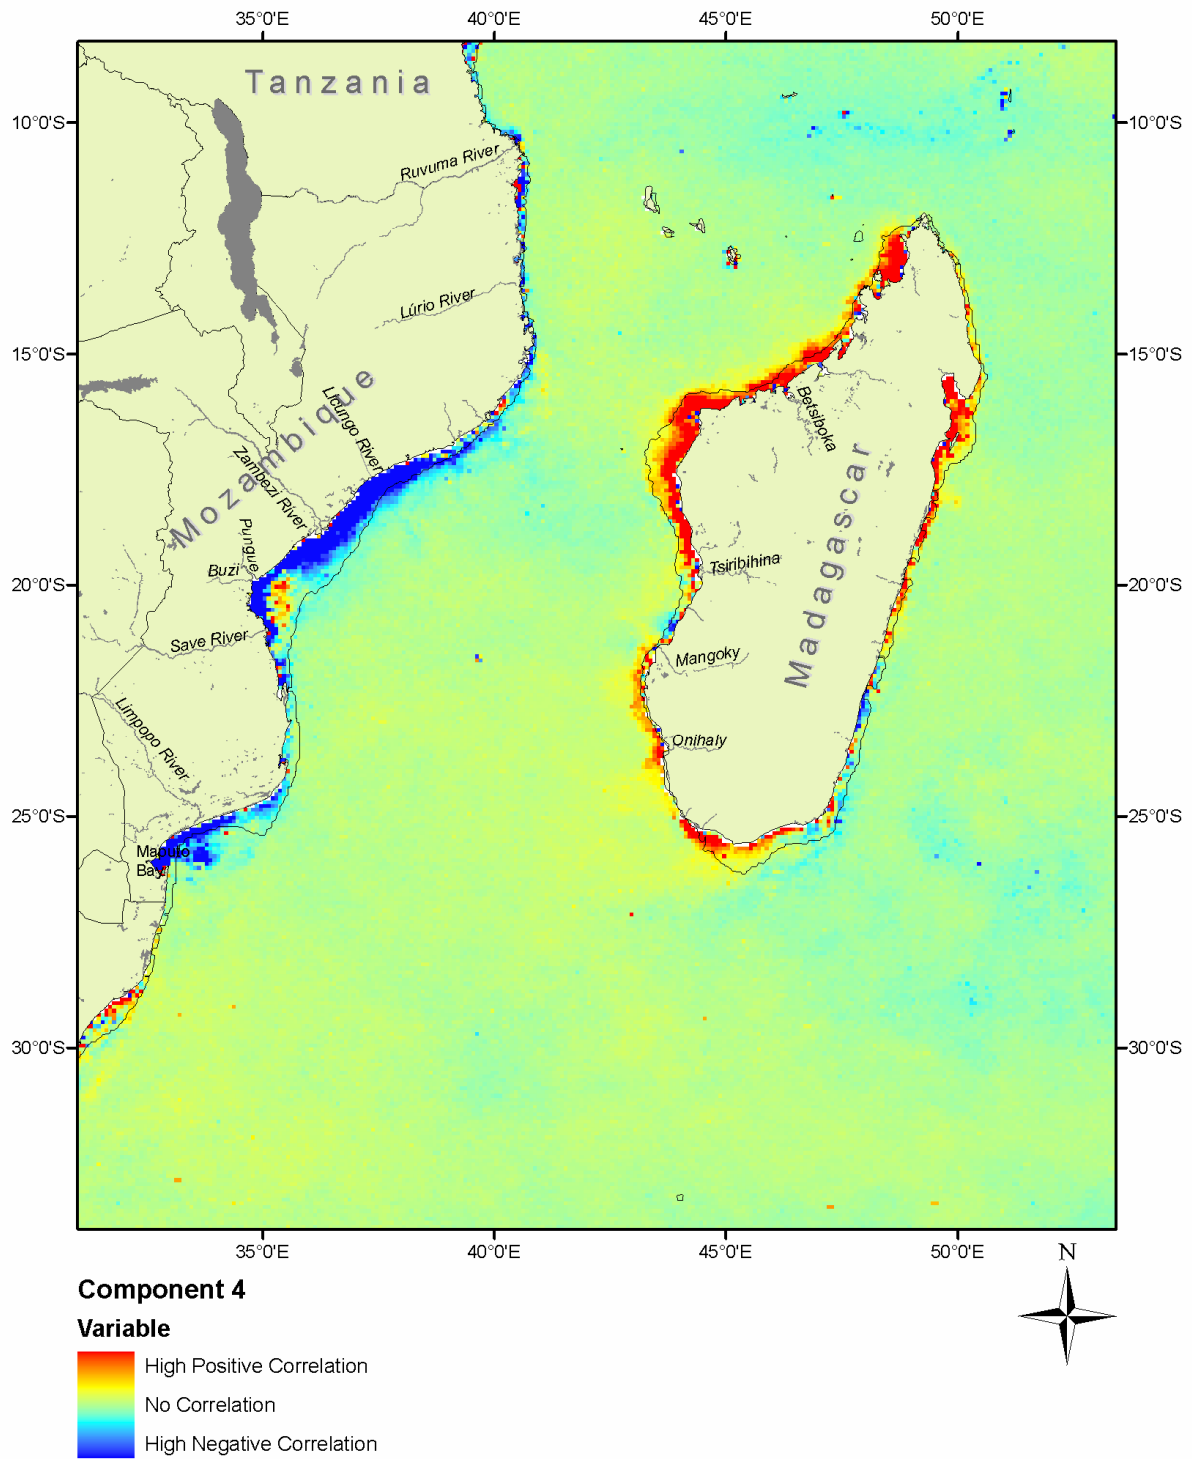 35°0'E 40°0'E 45°0'E 50°0'E
Tanzania
10°0'S 10°0'S
Ruvuma River
Lúrio River
15°0'S 15°0'S
Mozambique
Licungo River
Betsiboka
Zambezi River
Madagascar
Pungue
Buzi
Tsiribihina
20°0'S 20°0'S
Save River
Mangoky
Limpopo River
Onihaly
25°0'S 25°0'S
Maputo
Bay
30°0'S 30°0'S
35°0'E 40°0'E 45°0'E 50°0'E
N
Component 4
Variable
High Positive Correlation
No Correlation
High Negative Correlation